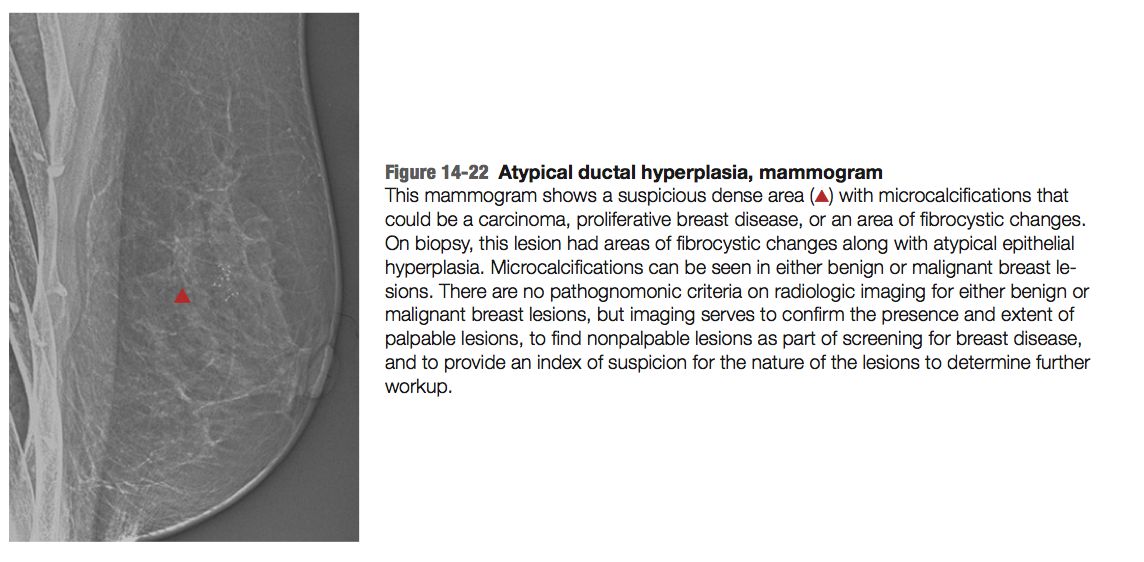 Figure 14-22 Atypical ductal hyperplasia, mammogram
This mammogram shows a suspicious dense area (▲) with microcalcifications that
could be a carcinoma, proliferative breast disease, or an area of fibrocystic changes.
On biopsy, this lesion had areas of fibrocystic changes along with atypical epithelial
hyperplasia. Microcalcifications can be seen in either benign or malignant breast le-
sions. There are no pathognomonic criteria on radiologic imaging for either benign or
malignant breast lesions, but imaging serves to confirm the presence and extent of
palpable lesions, to find nonpalpable lesions as part of screening for breast disease,
and to provide an index of suspicion for the nature of the lesions to determine further
workup.